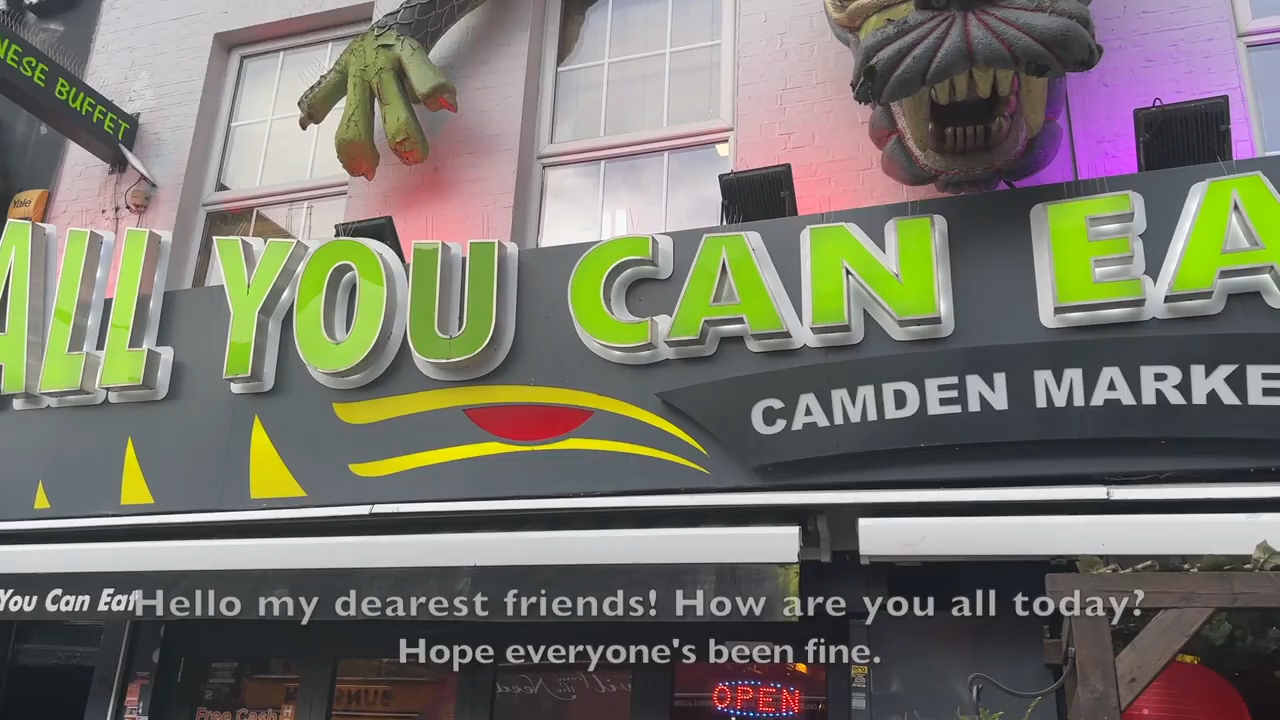 NESE BUFFET
Yale
ALL YOU CAN EA
CAMDEN MARKE
You Can Eat
Hello my dearest friends! How are you all today?
Hope everyone's been fine.
OPEN
Free Cash